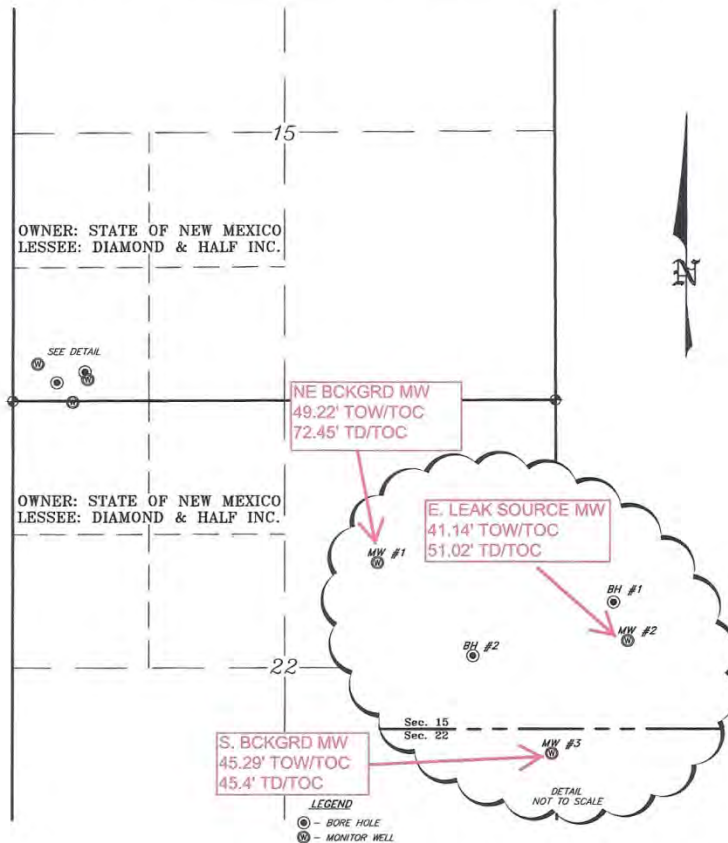 15
OWNER: STATE OF NEW MEXICO
LESSEE: DIAMOND & HALF INC.
SEE DETAIL
W
W
W
N
NE BCKGRD MW
49.22' TOW/TOC
72.45' TD/TOC
OWNER: STATE OF NEW MEXICO
LESSEE: DIAMOND & HALF INC.
E. LEAK SOURCE MW
41.14' TOW/TOC
51.02' TD/TOC
MW #1
W
BH #1
MW #2
W
BH #2
22
Sec. 15
Sec. 22
S. BCKGRD MW
45.29' TOW/TOC
45.4' TD/TOC
MW #3
W
DETAIL
NOT TO SCALE
LEGEND
- BORE HOLE
W - MONITOR WELL